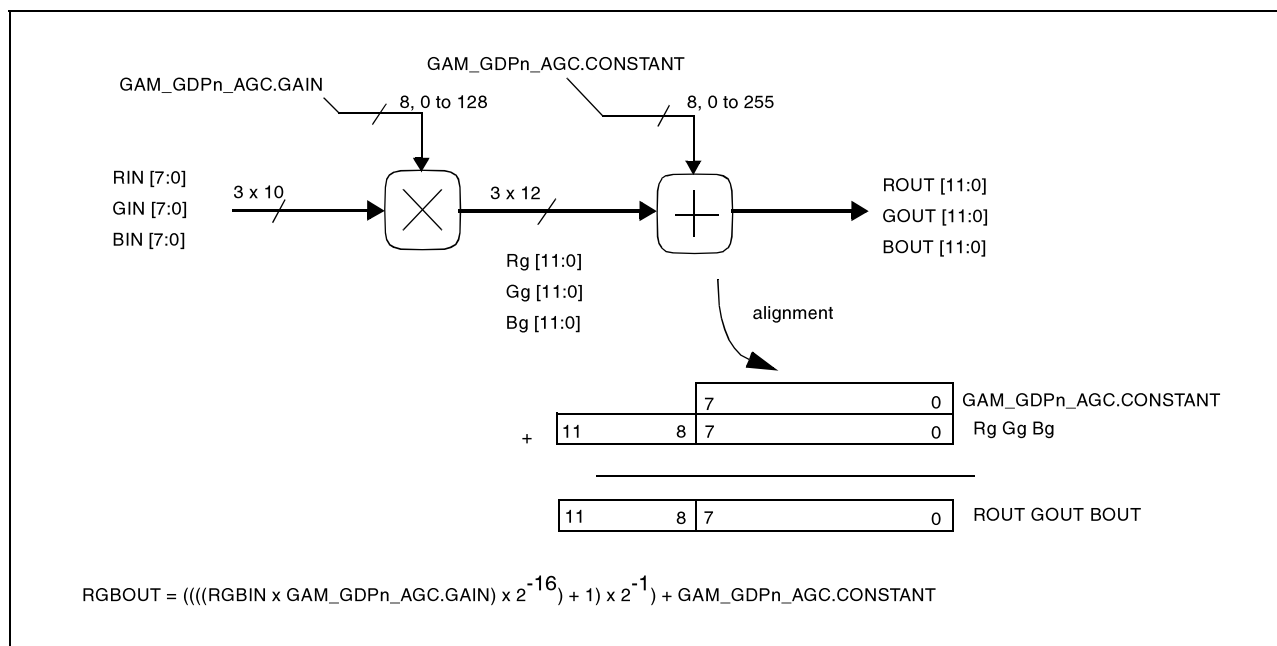 GAM_GDPn_AGC.CONSTANT
GAM_GDPn_AGC.GAIN
8, 0 to 128
8, 0 to 255
RIN [7:0]
GIN [7:0]
BIN [7:0]
3 x 10
3 x 12
ROUT [11:0]
GOUT [11:0]
BOUT [11:0]
Rg [11:0]
Gg [11:0]
Bg [11:0]
alignment
7 0 GAM_GDPn_AGC.CONSTANT
+ 11 8 7 0 Rg Gg Bg
11 8 7 0 ROUT GOUT BOUT
RGBOUT = ((((RGBIN x GAM_GDPn_AGC.GAIN) x 2^-16) + 1) x 2^-1) + GAM_GDPn_AGC.CONSTANT